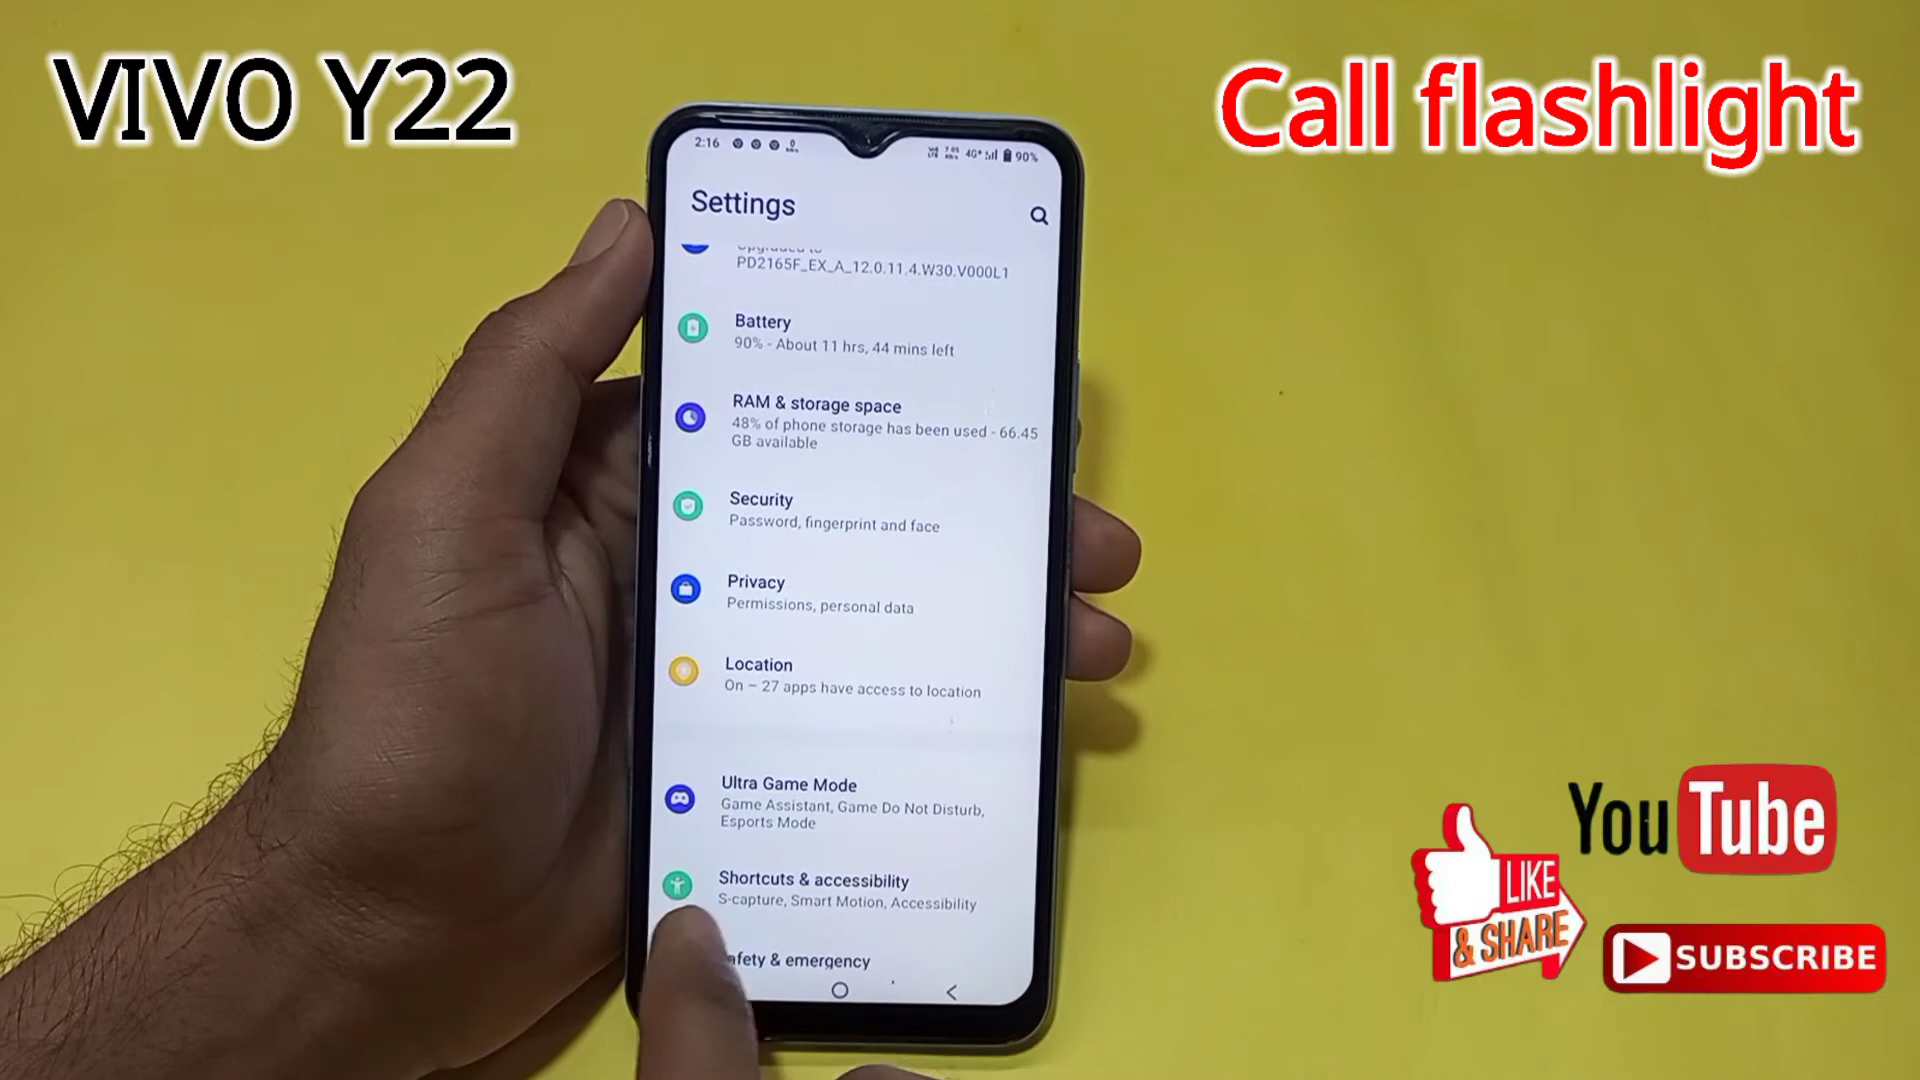 VIVO Y22
Call flashlight
2:16
4G+
90%
Settings
Upgraded to
PD2165F_EX_A_12.0.11.4.W30.V000L1
Battery
90% - About 11 hrs, 44 mins left
RAM & storage space
48% of phone storage has been used - 66.45
GB available
Security
Password, fingerprint and face
Privacy
Permissions, personal data
Location
On – 27 apps have access to location
Ultra Game Mode
Game Assistant, Game Do Not Disturb,
Esports Mode
Shortcuts & accessibility
S-capture, Smart Motion, Accessibility
afety & emergency
YouTube
LIKE
& SHARE
SUBSCRIBE